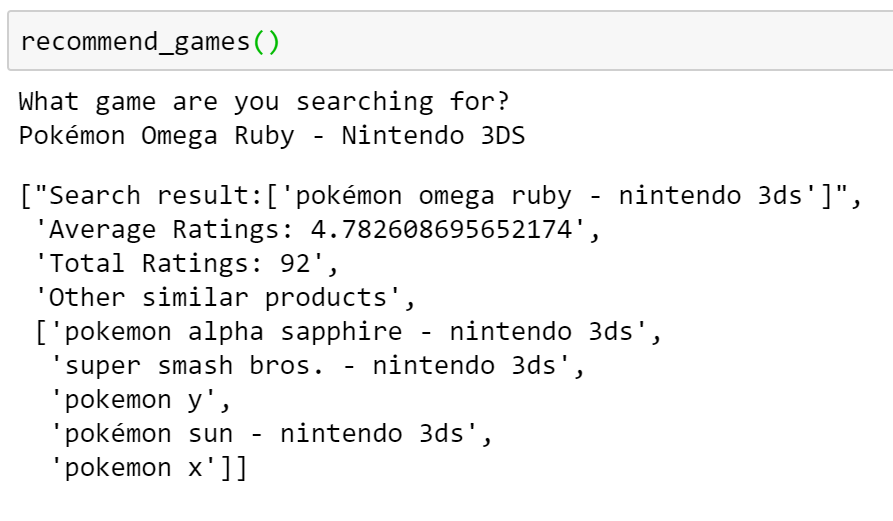 recommend_games()
What game are you searching for?
Pokémon Omega Ruby - Nintendo 3DS
["Search result:['pokémon omega ruby - nintendo 3ds']",
'Average Ratings: 4.782608695652174',
'Total Ratings: 92',
'Other similar products',
['pokemon alpha sapphire - nintendo 3ds',
'super smash bros. - nintendo 3ds',
'pokemon y',
'pokémon sun - nintendo 3ds',
'pokemon x']]